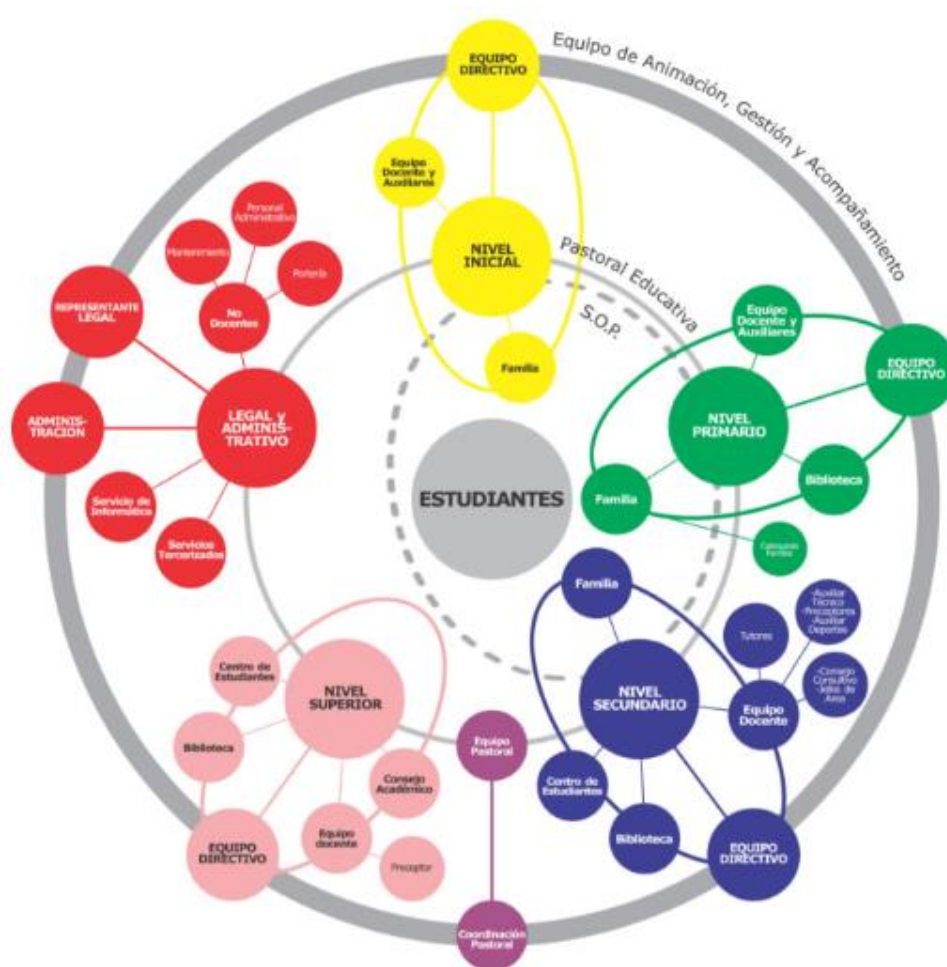 Equipo de Animación, Gestión y Acompañamiento
Pastoral Educativa
S.O.P.
EQUIPO
DIRECTIVO
Equipo
Docente y
Auxiliares
NIVEL
INICIAL
Familia
Personal
Administrativo
Mantenimiento
Portería
No
Docentes
REPRESENTANTE
LEGAL
ADMINIS-
TRACION
LEGAL y
ADMINIS-
TRATIVO
Servicio de
Informática
Servicios
Tercerizados
Equipo
Docente y
Auxiliares
EQUIPO
DIRECTIVO
NIVEL
PRIMARIO
Biblioteca
Familia
Catequesis
Familiar
ESTUDIANTES
Familia
Tutores
-Auxiliar
Técnico
-Preceptores
-Auxiliar
Deportes
-Consejo
Consultivo
-Jefes de
Area
NIVEL
SECUNDARIO
Equipo
Docente
Centro de
Estudiantes
Biblioteca
EQUIPO
DIRECTIVO
Centro de
Estudiantes
NIVEL
SUPERIOR
Biblioteca
Consejo
Académico
Equipo
docente
EQUIPO
DIRECTIVO
Preceptor
Equipo
Pastoral
Coordinación
Pastoral